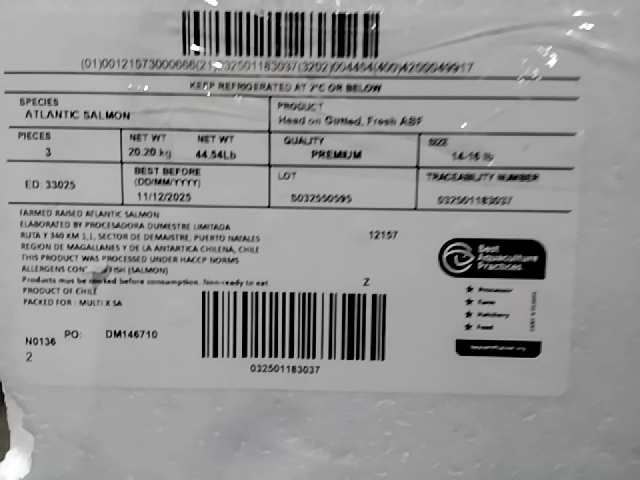 (01)00121573000666(21)032501183037(3202)004454(400)4200049917
KEEP REFRIGERATED AT 2°C OR BELOW
SPECIES
ATLANTIC SALMON
PRODUCT
Head on Gutted, Fresh ABF
PIECES
3
NET WT NET WT
20.20 kg 44.54Lb
QUALITY
PREMIUM
SIZE
14-16 lb
ED 33025
BEST BEFORE
(DD/MM/YYYY)
11/12/2025
LOT
S032550595
TRACEABILITY NUMBER
032501183037
FARMED RAISED ATLANTIC SALMON
ELABORATED BY PROCESADORA DUMESTRE LIMITADA
RUTA Y 340 KM 1,1, SECTOR DE DEMAISTRE, PUERTO NATALES
REGION DE MAGALLANES Y DE LA ANTARTICA CHILENA, CHILE
THIS PRODUCT WAS PROCESSED UNDER HACCP NORMS
ALLERGENS FISH (SALMON)
Products must be cooked before consumption. Non-ready to eat.
PRODUCT OF CHILE
PACKED FOR : MULTI X SA
12157
Z
Best
Aquaculture
Practices
Processor
Farm
Hatchery
Feed
N0136
PO: DM146710
2
032501183037